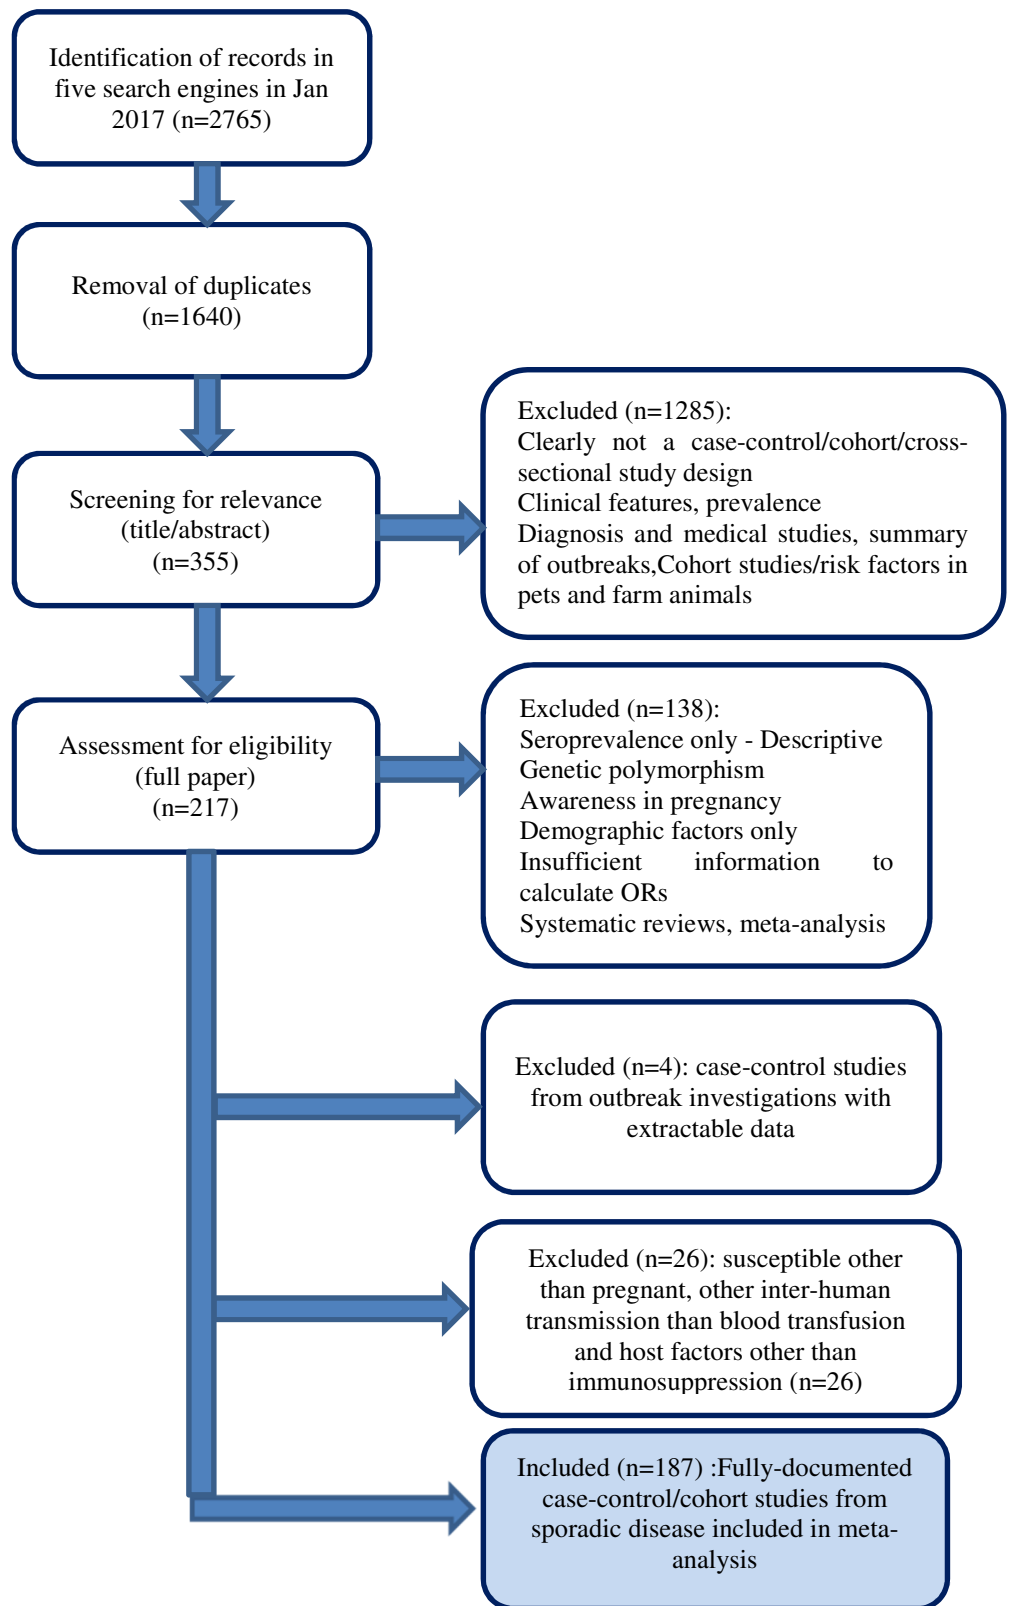 Identification of records in
five search engines in Jan
2017 (n=2765)
Removal of duplicates
(n=1640)
Screening for relevance
(title/abstract)
(n=355)
Excluded (n=1285):
Clearly not a case-control/cohort/cross-
sectional study design
Clinical features, prevalence
Diagnosis and medical studies, summary
of outbreaks,Cohort studies/risk factors in
pets and farm animals
Assessment for eligibility
(full paper)
(n=217)
Excluded (n=138):
Seroprevalence only - Descriptive
Genetic polymorphism
Awareness in pregnancy
Demographic factors only
Insufficient information to
calculate ORs
Systematic reviews, meta-analysis
Excluded (n=4): case-control studies
from outbreak investigations with
extractable data
Excluded (n=26): susceptible other
than pregnant, other inter-human
transmission than blood transfusion
and host factors other than
immunosuppression (n=26)
Included (n=187) :Fully-documented
case-control/cohort studies from
sporadic disease included in meta-
analysis